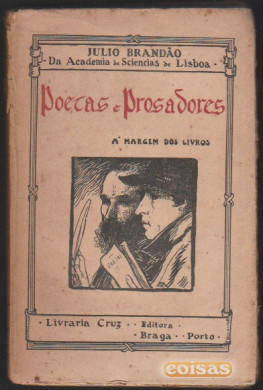 JULIO BRANDÃO
Da Academia de Sciencias de Lisboa
Poetas e Prosadores
A' MARGEM DOS LIVROS
Livraria Cruz · Editora
Braga · Porto
coisas